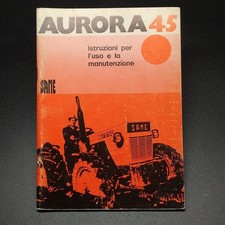 AURORA 45
istruzioni per
l'uso e la
manutenzione
SAME
SAME